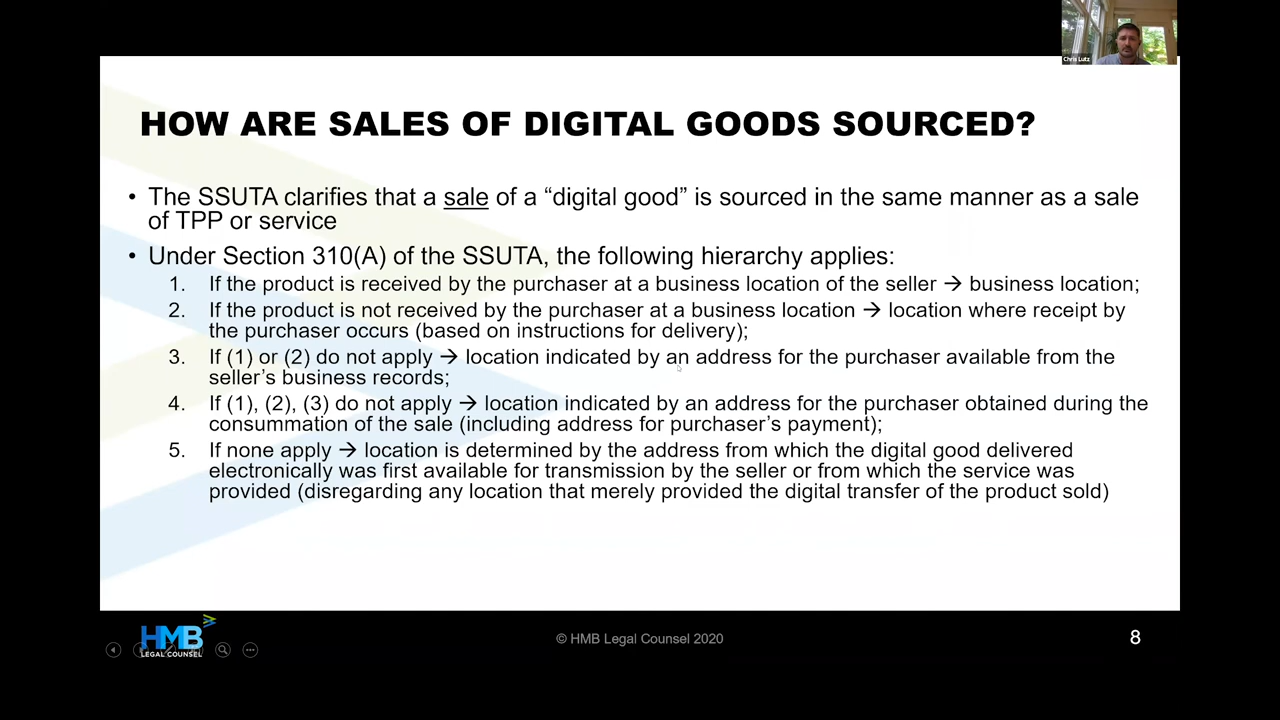 Chris Lutz
HOW ARE SALES OF DIGITAL GOODS SOURCED?
• The SSUTA clarifies that a sale of a “digital good” is sourced in the same manner as a sale
of TPP or service
• Under Section 310(A) of the SSUTA, the following hierarchy applies:
1. If the product is received by the purchaser at a business location of the seller → business location;
2. If the product is not received by the purchaser at a business location → location where receipt by
the purchaser occurs (based on instructions for delivery);
3. If (1) or (2) do not apply → location indicated by an address for the purchaser available from the
seller’s business records;
4. If (1), (2), (3) do not apply → location indicated by an address for the purchaser obtained during the
consummation of the sale (including address for purchaser’s payment);
5. If none apply → location is determined by the address from which the digital good delivered
electronically was first available for transmission by the seller or from which the service was
provided (disregarding any location that merely provided the digital transfer of the product sold)
HMB
LEGAL COUNSEL
© HMB Legal Counsel 2020
8